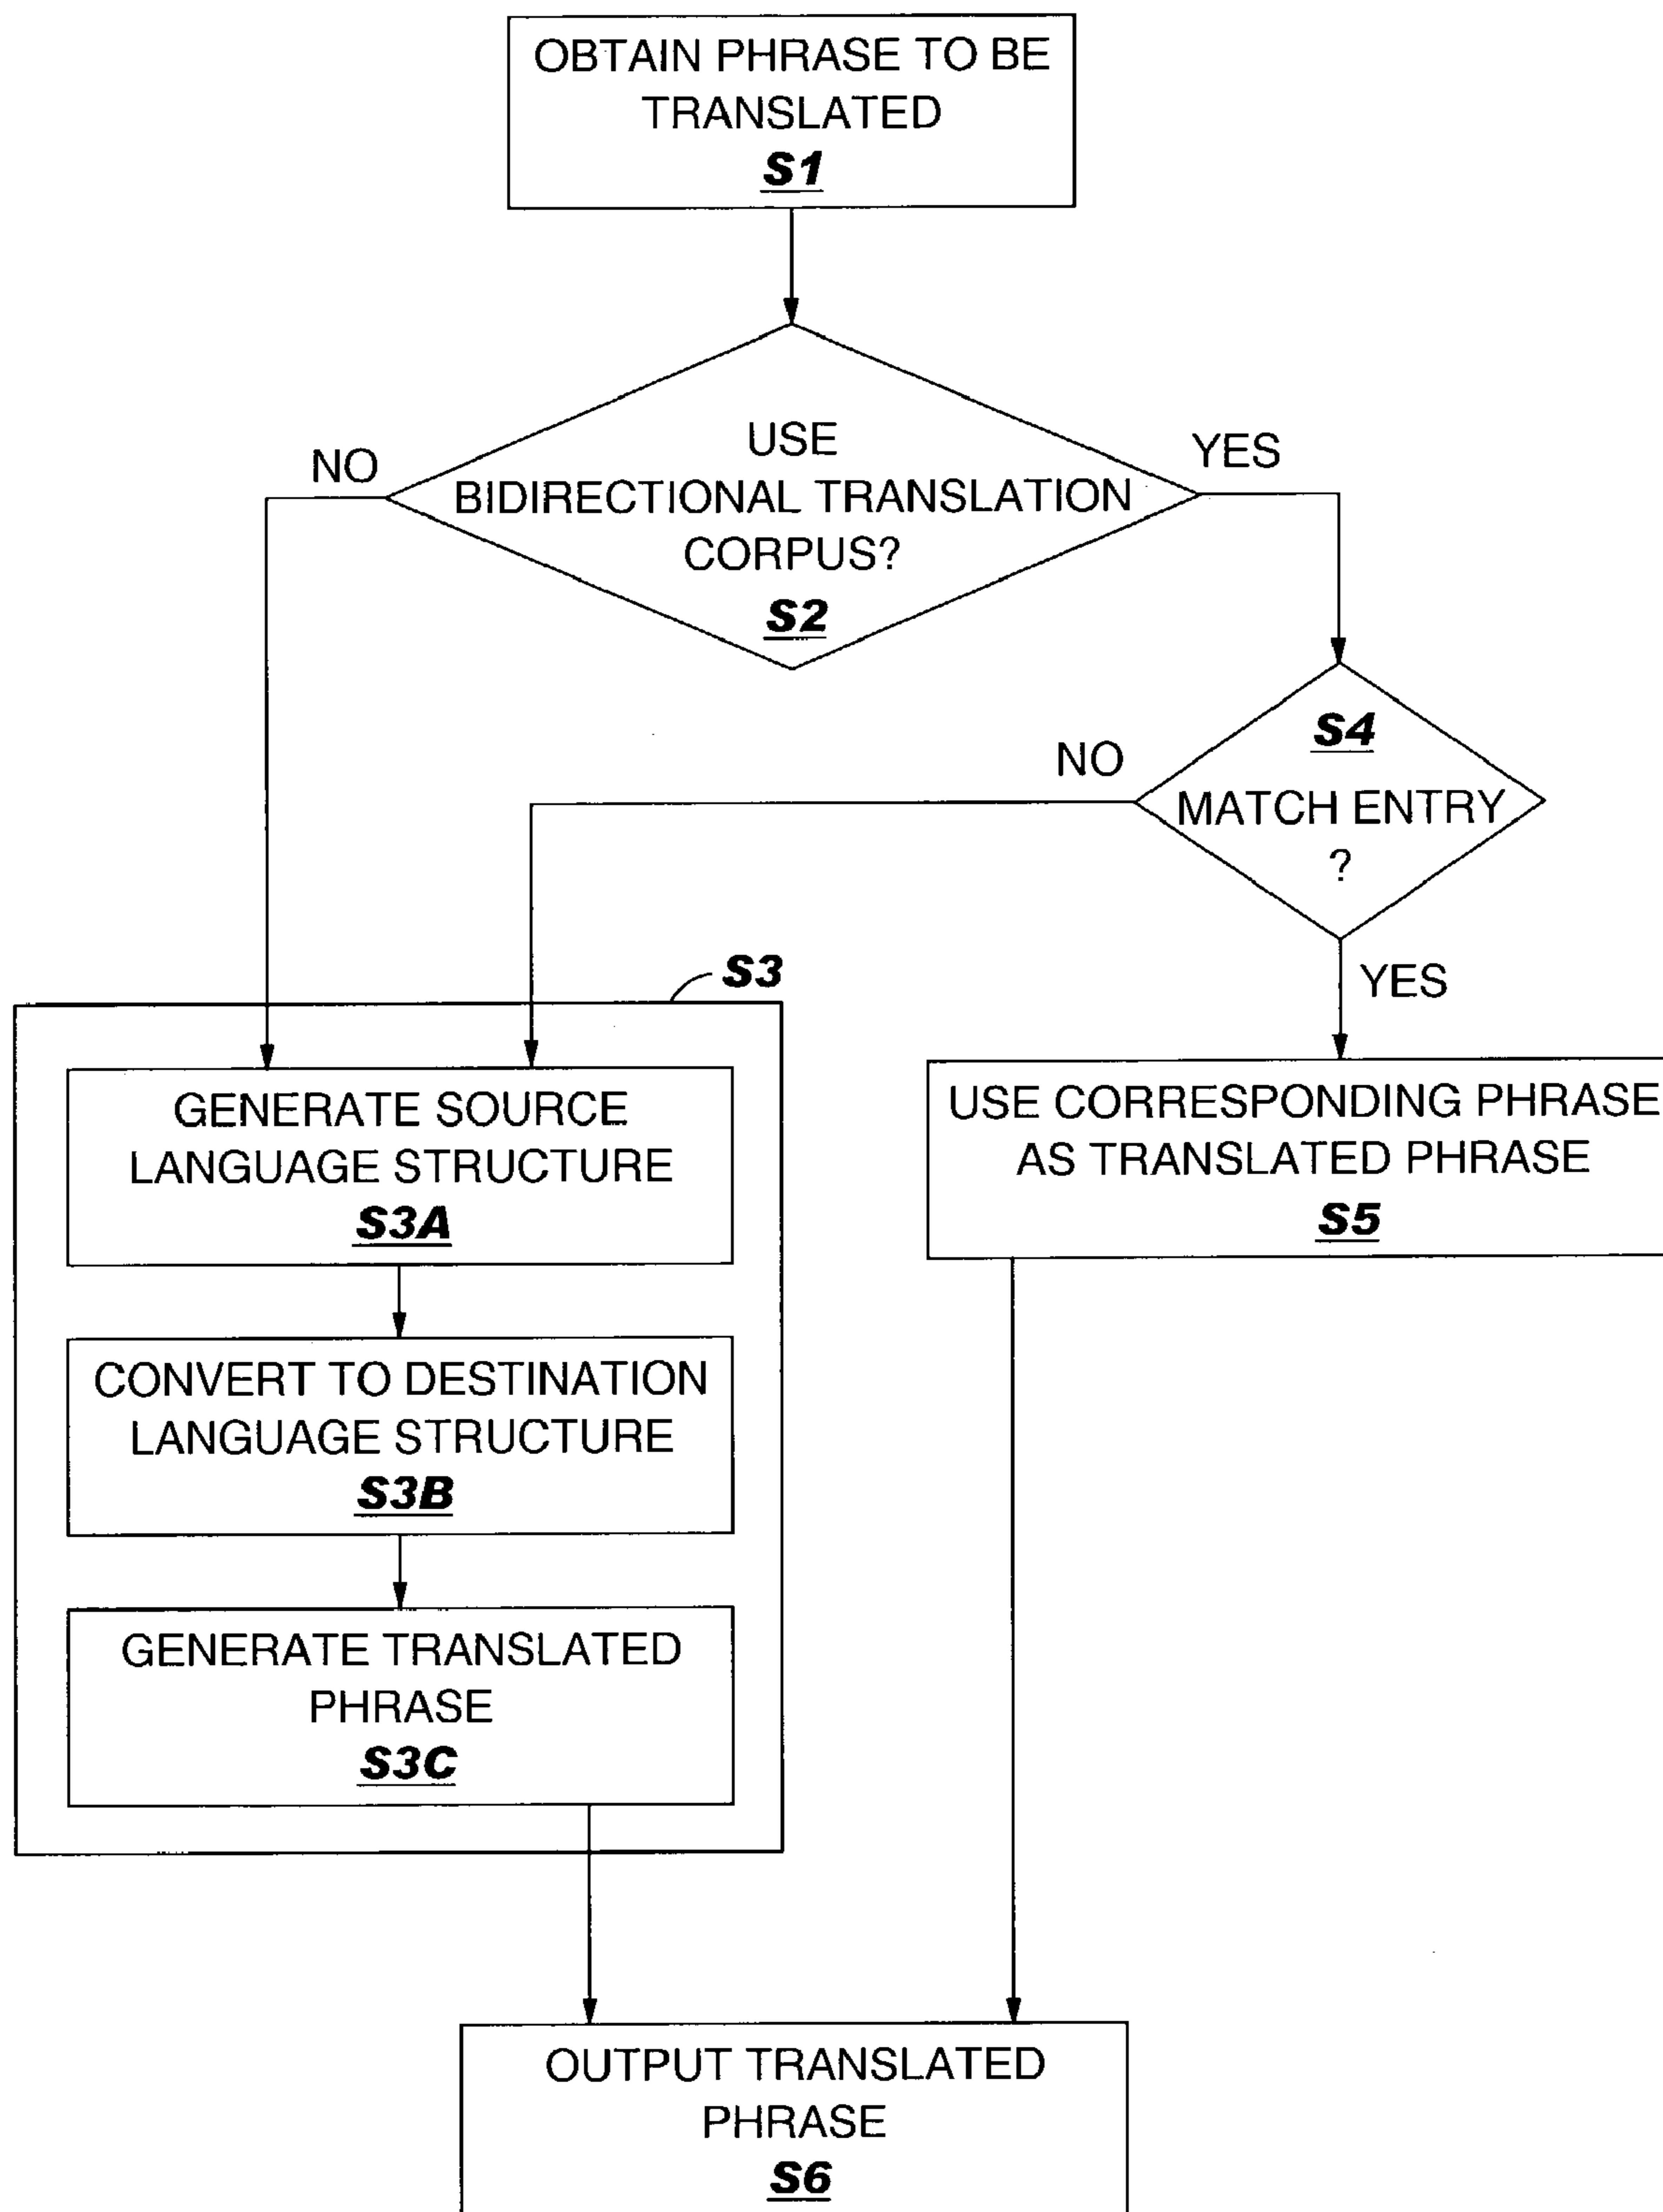 OBTAIN PHRASE TO BE
TRANSLATED
S1
USE
BIDIRECTIONAL TRANSLATION
CORPUS?
S2
NO
YES
S4
MATCH ENTRY
?
NO
YES
S3
GENERATE SOURCE
LANGUAGE STRUCTURE
S3A
CONVERT TO DESTINATION
LANGUAGE STRUCTURE
S3B
GENERATE TRANSLATED
PHRASE
S3C
USE CORRESPONDING PHRASE
AS TRANSLATED PHRASE
S5
OUTPUT TRANSLATED
PHRASE
S6